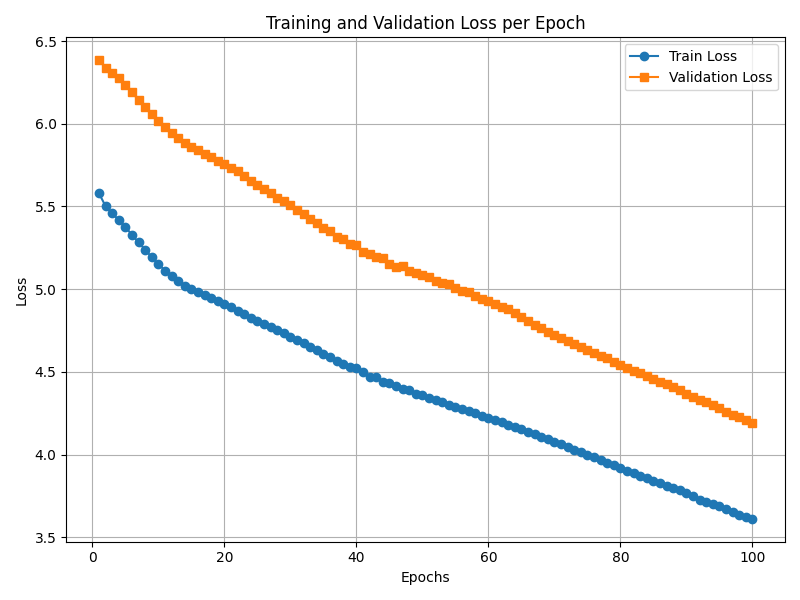 Training and Validation Loss per Epoch
Train Loss
Validation Loss
6.5
6.0
5.5
5.0
4.5
4.0
3.5
Loss
0
20
40
60
80
100
Epochs